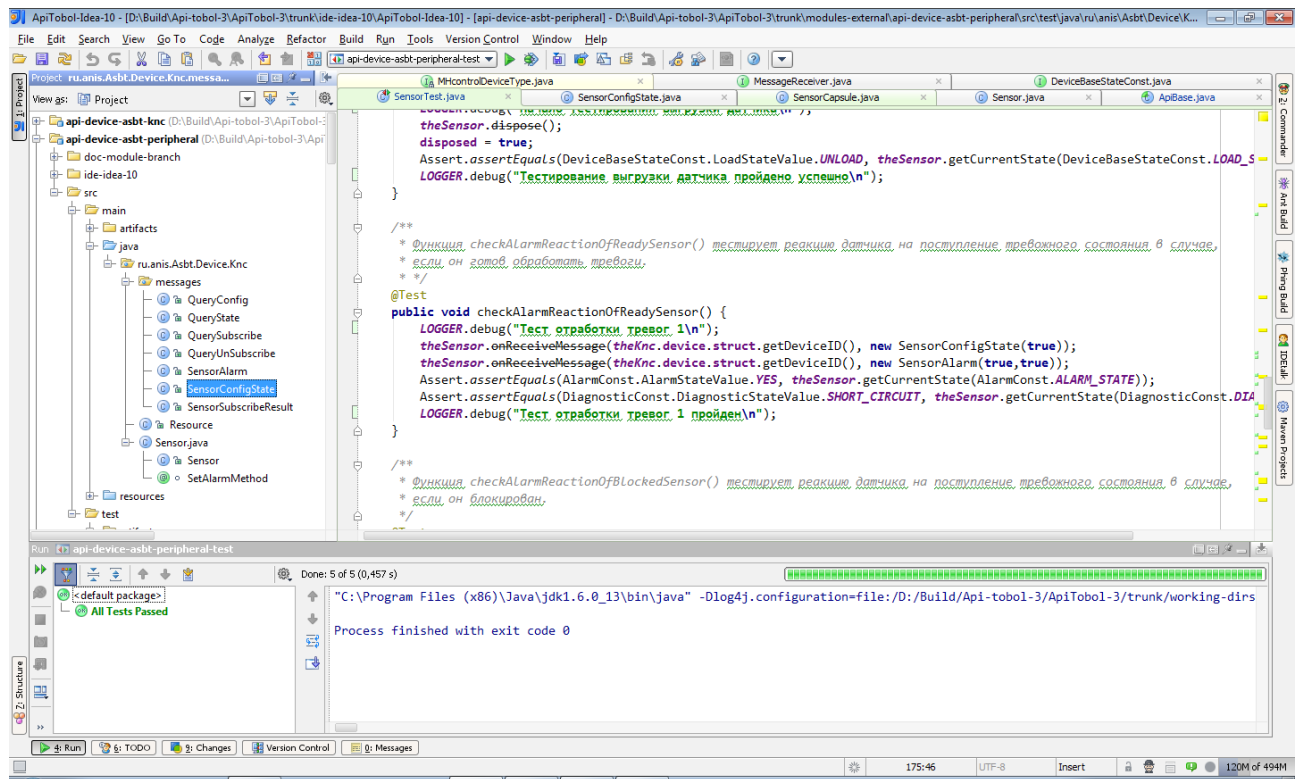 ApiTobol-Idea-10 - [D:\Build\Api-tobol-3\ApiTobol-3\trunk\ide-idea-10\ApiTobol-Idea-10] - [api-device-asbt-peripheral] - D:\Build\Api-tobol-3\ApiTobol-3\trunk\modules-external\api-device-asbt-peripheral\src\test\java\ru\anis\Asbt\Device\K...
File Edit Search View Go To Code Analyze Refactor Build Run Tools Version Control Window Help
api-device-asbt-peripheral-test
Project ru.anis.Asbt.Device.Knc.messa...
MHcontrolDeviceType.java MessageReceiver.java DeviceBaseStateConst.java
View as: Project
SensorTest.java SensorConfigState.java SensorCapsule.java Sensor.java ApiBase.java
1: Project
api-device-asbt-knc (D:\Build\Api-tobol-3\ApiTobol-3
api-device-asbt-peripheral (D:\Build\Api-tobol-3\Api
doc-module-branch
ide-idea-10
src
main
artifacts
java
ru.anis.Asbt.Device.Knc
messages
QueryConfig
QueryState
QuerySubscribe
QueryUnSubscribe
SensorAlarm
SensorConfigState
SensorSubscribeResult
Resource
Sensor.java
Sensor
SetAlarmMethod
resources
test
theSensor.dispose();
disposed = true;
Assert.assertEquals(DeviceBaseStateConst.LoadStateValue.UNLOAD, theSensor.getCurrentState(DeviceBaseStateConst.LOAD_S
LOGGER.debug("Тестирование выгрузки датчика пройдено успешно\n");
}
/**
* Функция checkALarmReactionOfReadySensor() тестирует реакцию датчика на поступление тревожного состояния в случае,
* если он готов обработать тревоги.
* */
@Test
public void checkAlarmReactionOfReadySensor() {
LOGGER.debug("Тест отработки тревог 1\n");
theSensor.onReceiveMessage(theKnc.device.struct.getDeviceID(), new SensorConfigState(true));
theSensor.onReceiveMessage(theKnc.device.struct.getDeviceID(), new SensorAlarm(true,true));
Assert.assertEquals(AlarmConst.AlarmStateValue.YES, theSensor.getCurrentState(AlarmConst.ALARM_STATE));
Assert.assertEquals(DiagnosticConst.DiagnosticStateValue.SHORT_CIRCUIT, theSensor.getCurrentState(DiagnosticConst.DIA
LOGGER.debug("Тест отработки тревог 1 пройден\n");
}
/**
* Функция checkALarmReactionOfBLockedSensor() тестирует реакцию датчика на поступление тревожного состояния в случае,
* если он блокирован.
*/
2: Commander
Ant Build
Phing Build
IDEtalk
Maven Projects
Run api-device-asbt-peripheral-test
Done: 5 of 5 (0,457 s)
<default package>
All Tests Passed
"C:\Program Files (x86)\Java\jdk1.6.0_13\bin\java" -Dlog4j.configuration=file:/D:/Build/Api-tobol-3/ApiTobol-3/trunk/working-dirs
Process finished with exit code 0
Z: Structure
4: Run 6: TODO 9: Changes Version Control 0: Messages
175:46 UTF-8 Insert 120M of 494M